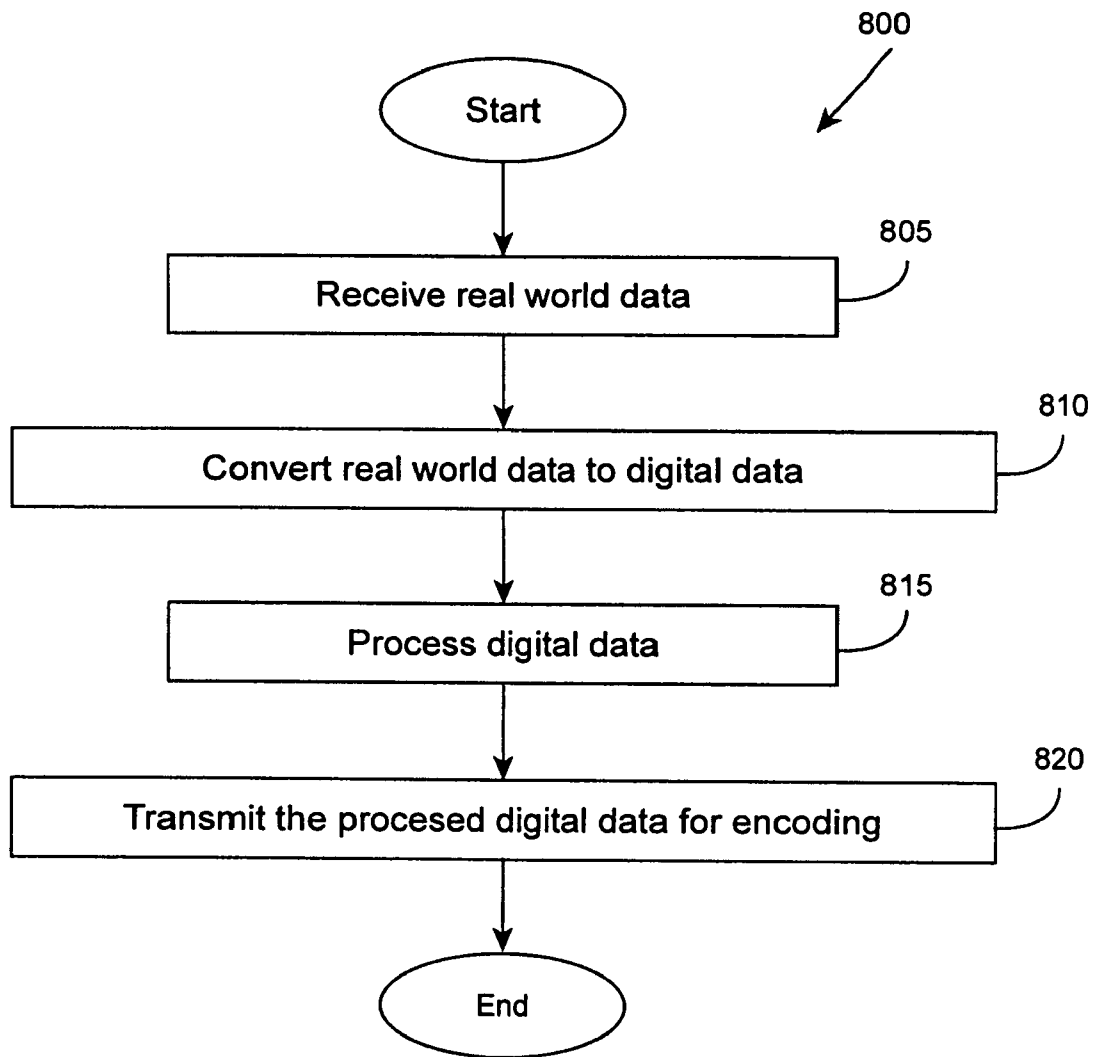 800
Start
805
Receive real world data
810
Convert real world data to digital data
815
Process digital data
820
Transmit the procesed digital data for encoding
End